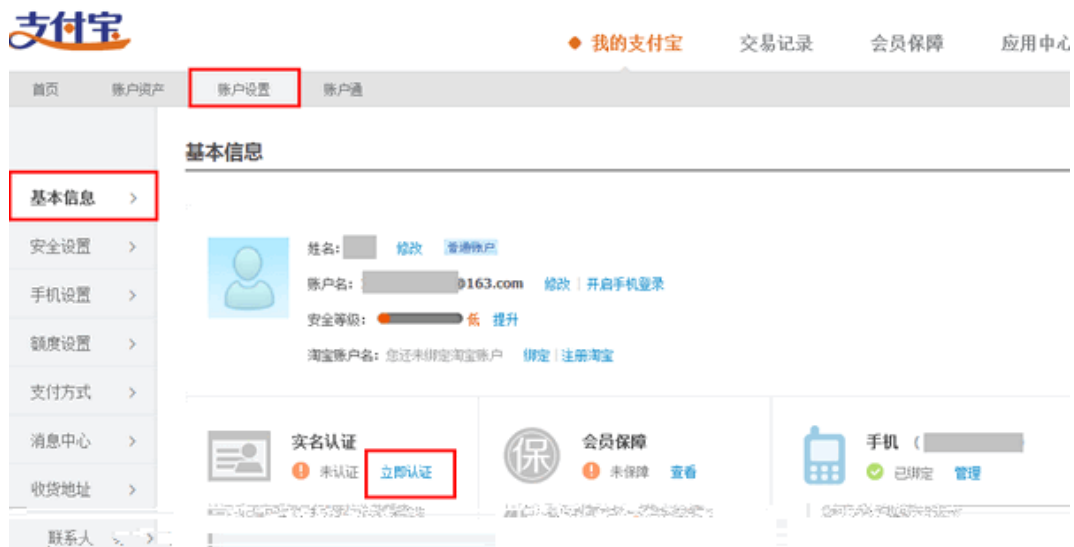 支付宝
我的支付宝 交易记录 会员保障 应用中心
首页 账户资产 账户设置 账户通
基本信息
基本信息 >
安全设置 >
手机设置 >
额度设置 >
支付方式 >
消息中心 >
收货地址 >
联系人 >
姓名: 修改 普通账户
账户名: @163.com 修改 | 开启手机登录
安全等级: 低 提升
淘宝账户名: 您还未绑定淘宝账户 绑定 | 注册淘宝
实名认证
未认证 立即认证
会员保障
保
未保障 查看
手机 (
已绑定 管理